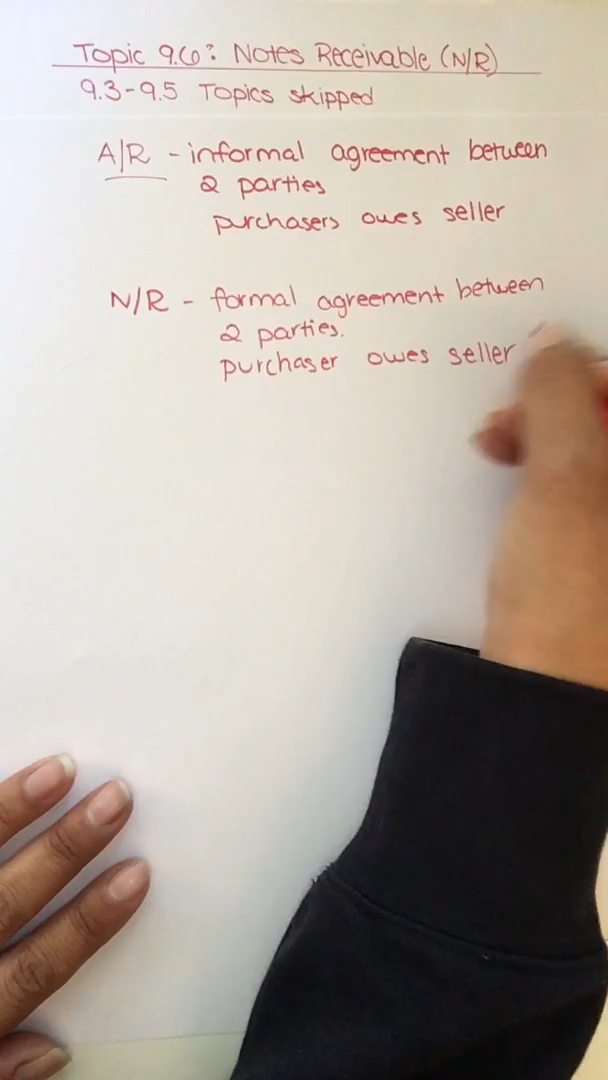 Topic 9.6: Notes Receivable (N/R)
9.3-9.5 Topics skipped
A/R - informal agreement between
2 parties
purchasers owes seller
N/R - formal agreement between
2 parties.
purchaser owes seller